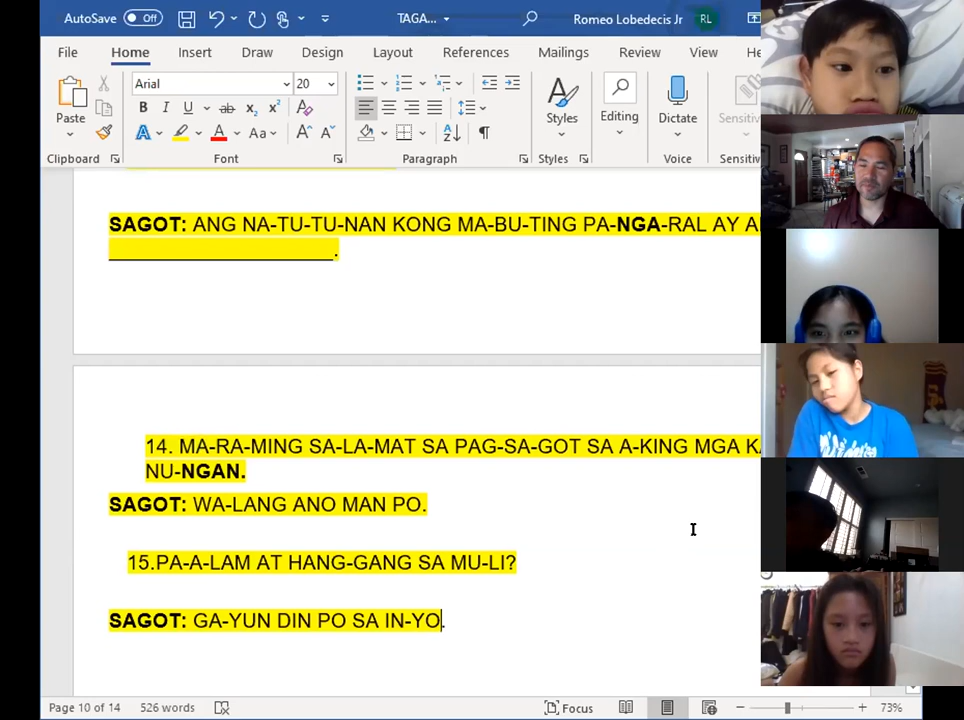 AutoSave Off TAGA... Romeo Lobedecis Jr RL
File Home Insert Draw Design Layout References Mailings Review View
Arial 20
Paste Styles Editing Dictate
Clipboard Font Paragraph Styles Voice
SAGOT: ANG NA-TU-TU-NAN KONG MA-BU-TING PA-NGA-RAL AY
____________________.
14. MA-RA-MING SA-LA-MAT SA PAG-SA-GOT SA A-KING MGA
NU-NGAN.
SAGOT: WA-LANG ANO MAN PO.
15.PA-A-LAM AT HANG-GANG SA MU-LI?
SAGOT: GA-YUN DIN PO SA IN-YO.
Page 10 of 14 526 words Focus 73%